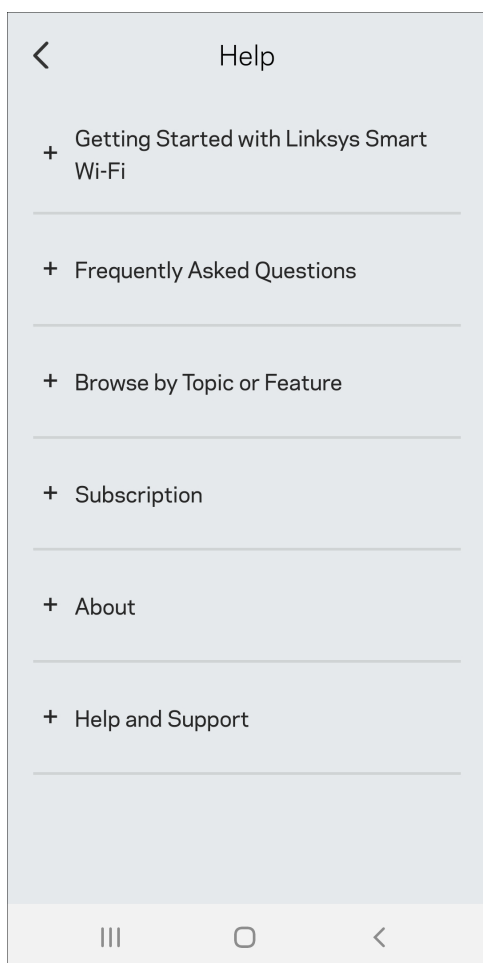 Help
Getting Started with Linksys Smart
Wi-Fi
Frequently Asked Questions
Browse by Topic or Feature
Subscription
About
Help and Support